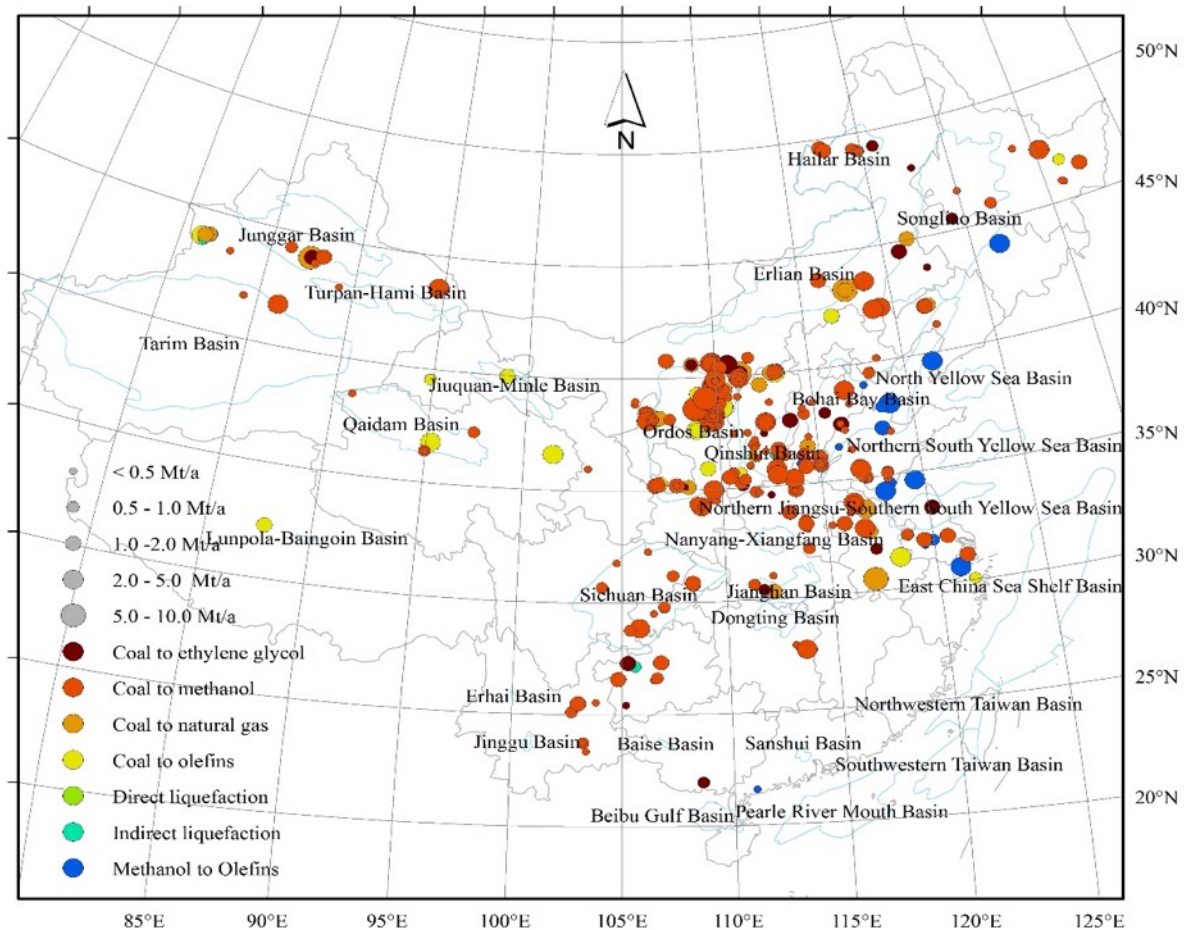 50°N
N
Hailar Basin
45°N
Songliao Basin
Junggar Basin
Erlian Basin
Turpan-Hami Basin
40°N
Tarim Basin
Jiuquan-Minle Basin
North Yellow Sea Basin
Bohai Bay Basin
Qaidam Basin
Ordos Basin
35°N
Northern South Yellow Sea Basin
Qinshin Basin
< 0.5 Mt/a
0.5 - 1.0 Mt/a
Northern Jiangsu-Southern South Yellow Sea Basin
Lunpola-Baingoin Basin
Nanyang-Xiangfang Basin
1.0 -2.0 Mt/a
30°N
2.0 - 5.0 Mt/a
East China Sea Shelf Basin
Sichuan Basin
Jianghan Basin
5.0 - 10.0 Mt/a
Dongting Basin
Coal to ethylene glycol
25°N
Coal to methanol
Erhai Basin
Northwestern Taiwan Basin
Coal to natural gas
Jinggu Basin
Baise Basin
Sanshui Basin
Coal to olefins
Southwestern Taiwan Basin
Direct liquefaction
20°N
Beibu Gulf Basin
Pearle River Mouth Basin
Indirect liquefaction
Methanol to Olefins
85°E
90°E
95°E
100°E
105°E
110°E
115°E
120°E
125°E